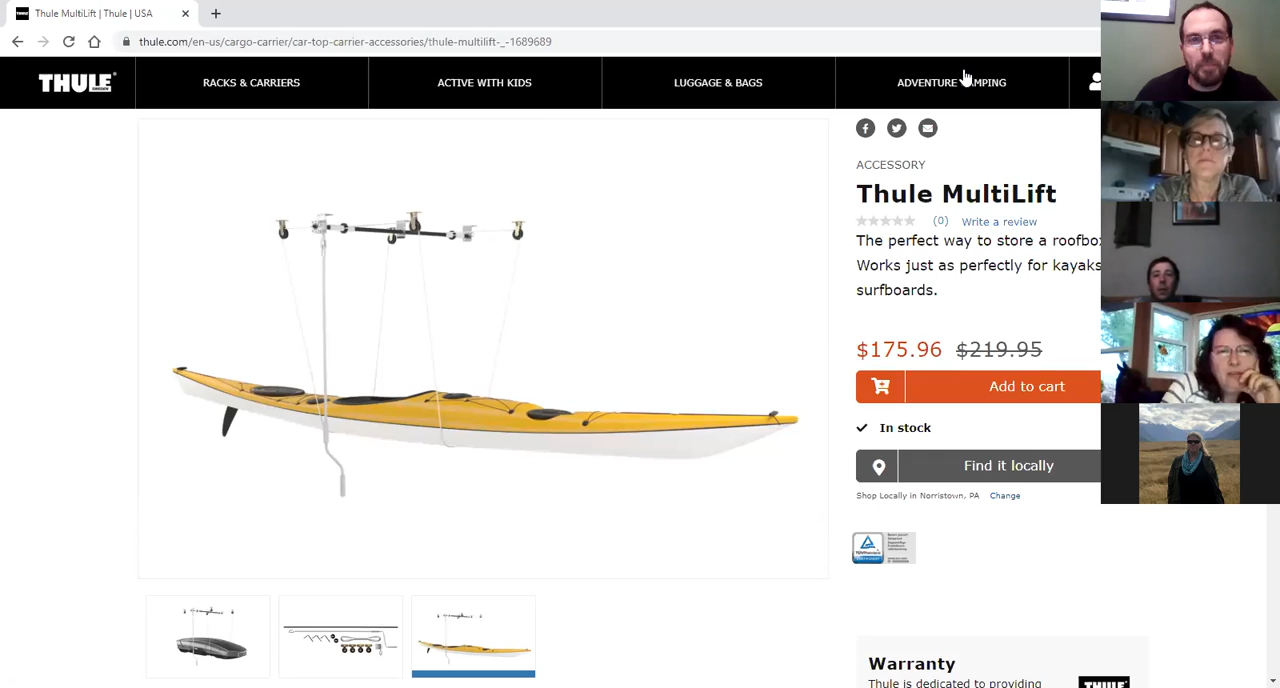 Thule MultiLift | Thule | USA
thule.com/en-us/cargo-carrier/car-top-carrier-accessories/thule-multilift-_-1689689
THULE
SWEDEN
RACKS & CARRIERS
ACTIVE WITH KIDS
LUGGAGE & BAGS
ADVENTURE MPING
ACCESSORY
Thule MultiLift
(0) Write a review
The perfect way to store a roofbo
Works just as perfectly for kayaks
surfboards.
$175.96 $219.95
Add to cart
In stock
Find it locally
Shop Locally in Norristown, PA Change
Warranty
Thule is dedicated to providing
THULE